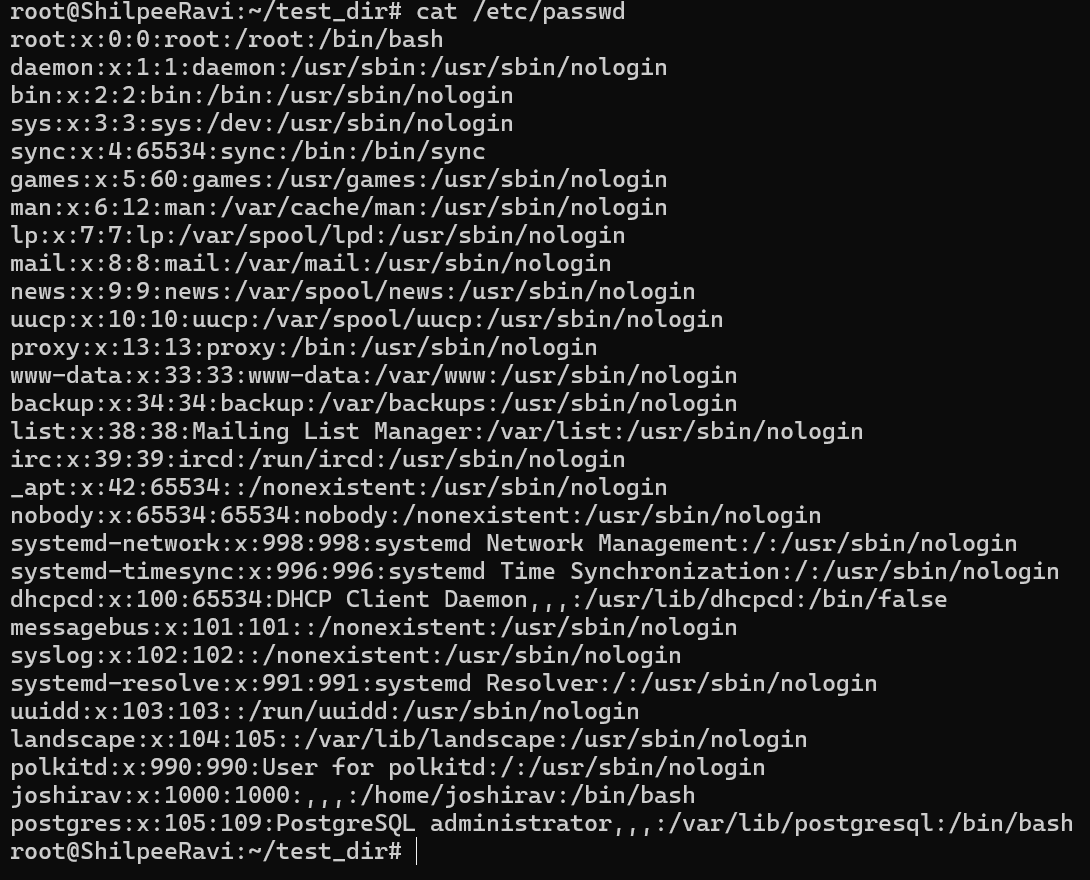 root@ShilpeeRavi:~/test_dir# cat /etc/passwd
root:x:0:0:root:/root:/bin/bash
daemon:x:1:1:daemon:/usr/sbin:/usr/sbin/nologin
bin:x:2:2:bin:/bin:/usr/sbin/nologin
sys:x:3:3:sys:/dev:/usr/sbin/nologin
sync:x:4:65534:sync:/bin:/bin/sync
games:x:5:60:games:/usr/games:/usr/sbin/nologin
man:x:6:12:man:/var/cache/man:/usr/sbin/nologin
lp:x:7:7:lp:/var/spool/lpd:/usr/sbin/nologin
mail:x:8:8:mail:/var/mail:/usr/sbin/nologin
news:x:9:9:news:/var/spool/news:/usr/sbin/nologin
uucp:x:10:10:uucp:/var/spool/uucp:/usr/sbin/nologin
proxy:x:13:13:proxy:/bin:/usr/sbin/nologin
www-data:x:33:33:www-data:/var/www:/usr/sbin/nologin
backup:x:34:34:backup:/var/backups:/usr/sbin/nologin
list:x:38:38:Mailing List Manager:/var/list:/usr/sbin/nologin
irc:x:39:39:ircd:/run/ircd:/usr/sbin/nologin
_apt:x:42:65534::/nonexistent:/usr/sbin/nologin
nobody:x:65534:65534:nobody:/nonexistent:/usr/sbin/nologin
systemd-network:x:998:998:systemd Network Management:/:/usr/sbin/nologin
systemd-timesync:x:996:996:systemd Time Synchronization:/:/usr/sbin/nologin
dhcpcd:x:100:65534:DHCP Client Daemon,,,:/usr/lib/dhcpcd:/bin/false
messagebus:x:101:101::/nonexistent:/usr/sbin/nologin
syslog:x:102:102::/nonexistent:/usr/sbin/nologin
systemd-resolve:x:991:991:systemd Resolver:/:/usr/sbin/nologin
uuidd:x:103:103::/run/uuidd:/usr/sbin/nologin
landscape:x:104:105::/var/lib/landscape:/usr/sbin/nologin
polkitd:x:990:990:User for polkitd:/:/usr/sbin/nologin
joshirav:x:1000:1000:,,,:/home/joshirav:/bin/bash
postgres:x:105:109:PostgreSQL administrator,,,:/var/lib/postgresql:/bin/bash
root@ShilpeeRavi:~/test_dir#